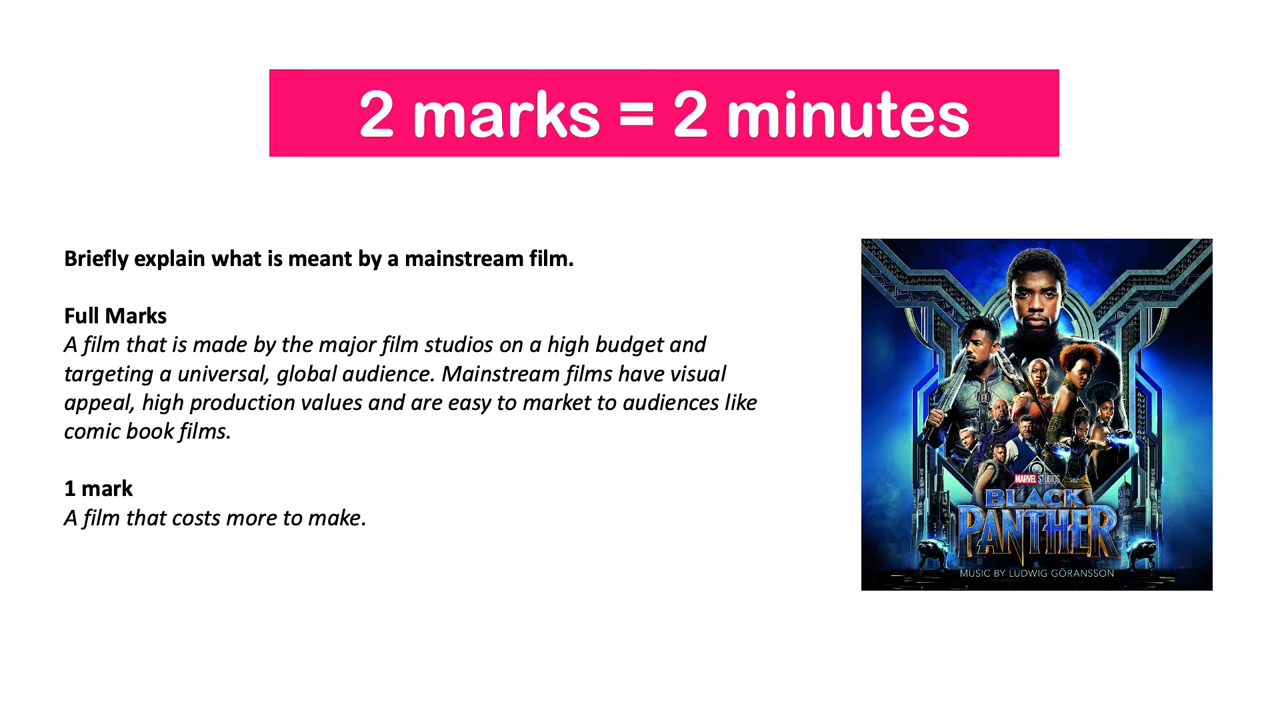 2 marks = 2 minutes
Briefly explain what is meant by a mainstream film.
Full Marks
A film that is made by the major film studios on a high budget and
targeting a universal, global audience. Mainstream films have visual
appeal, high production values and are easy to market to audiences like
comic book films.
1 mark
A film that costs more to make.
MARVEL STUDIOS
BLACK
PANTHER
MUSIC BY LUDWIG GÖRANSSON